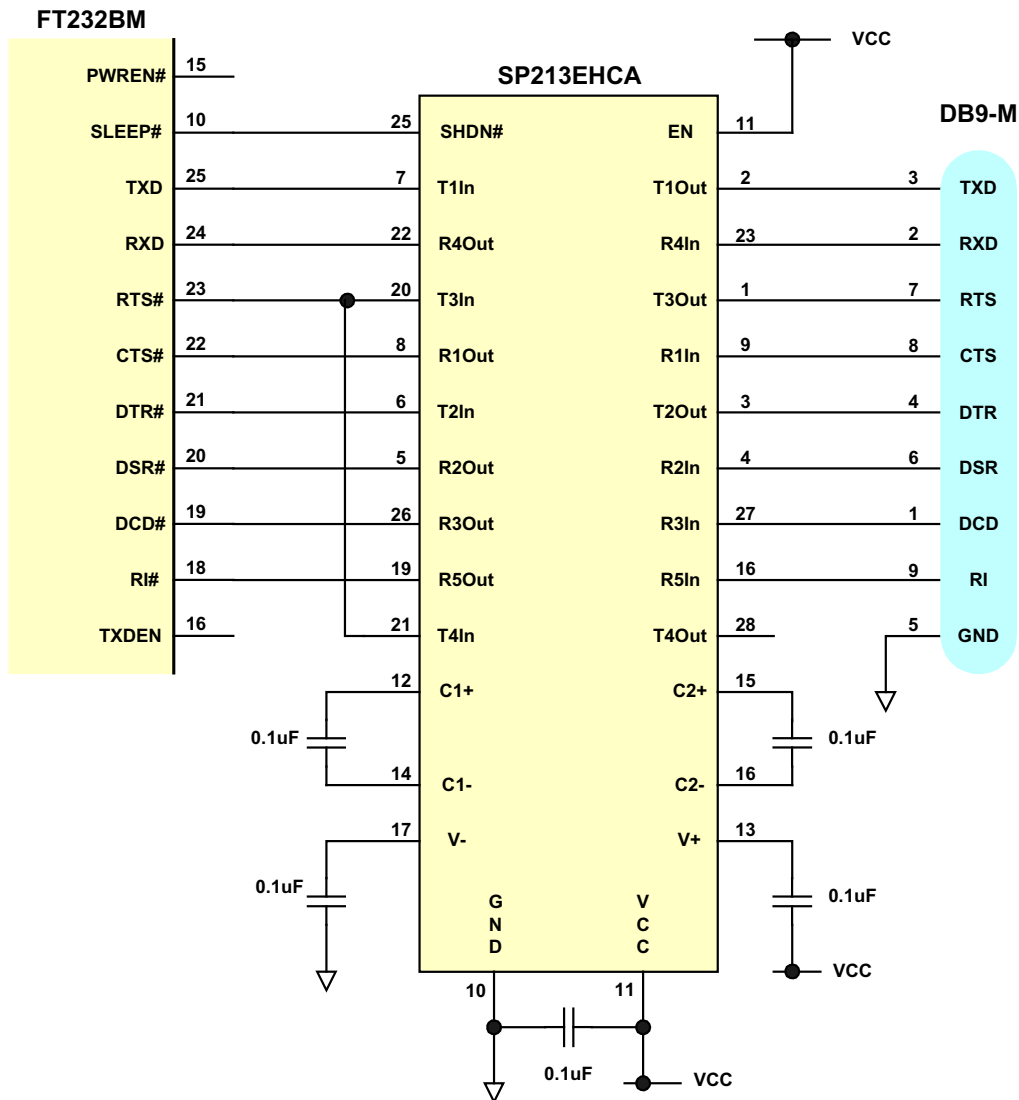 FT232BM
VCC
PWREN# 15
SP213EHCA
DB9-M
SLEEP# 10 25 SHDN# EN 11
TXD 25 7 T1In T1Out 2 3 TXD
RXD 24 22 R4Out R4In 23 2 RXD
RTS# 23 20 T3In T3Out 1 7 RTS
CTS# 22 8 R1Out R1In 9 8 CTS
DTR# 21 6 T2In T2Out 3 4 DTR
DSR# 20 5 R2Out R2In 4 6 DSR
DCD# 19 26 R3Out R3In 27 1 DCD
RI# 18 19 R5Out R5In 16 9 RI
TXDEN 16 21 T4In T4Out 28 5 GND
12 C1+ C2+ 15
0.1uF 0.1uF
14 C1- C2- 16
17 V- V+ 13
0.1uF 0.1uF
GND VCC
VCC
10 11
0.1uF
VCC